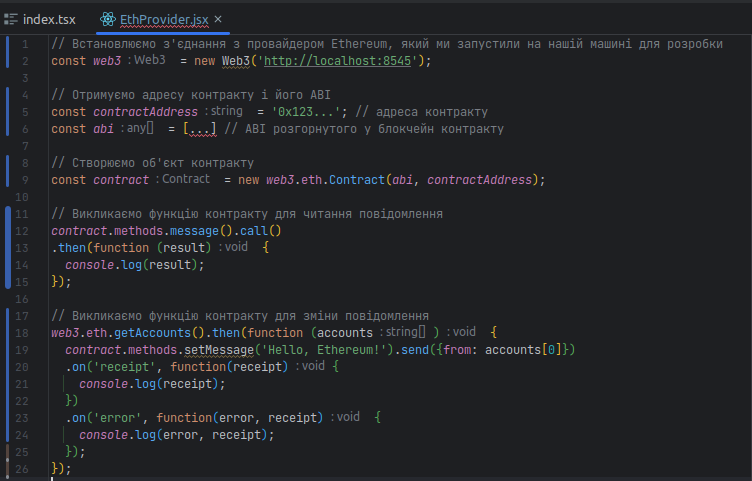 index.tsx EthProvider.jsx ×
1 // Встановлюємо з'єднання з провайдером Ethereum, який ми запустили на нашій машині для розробки
2 const web3 : Web3 = new Web3('http://localhost:8545');
3
4 // Отримуємо адресу контракту і його ABI
5 const contractAddress : string = '0x123...'; // адреса контракту
6 const abi : any[] = [...] // ABI розгорнутого у блокчейн контракту
7
8 // Створюємо об'єкт контракту
9 const contract : Contract = new web3.eth.Contract(abi, contractAddress);
10
11 // Викликаємо функцію контракту для читання повідомлення
12 contract.methods.message().call()
13 .then(function (result) : void {
14   console.log(result);
15 });
16
17 // Викликаємо функцію контракту для зміни повідомлення
18 web3.eth.getAccounts().then(function (accounts : string[] ) : void {
19   contract.methods.setMessage('Hello, Ethereum!').send({from: accounts[0]})
20   .on('receipt', function(receipt) : void {
21     console.log(receipt);
22   })
23   .on('error', function(error, receipt) : void {
24     console.log(error, receipt);
25   });
26 });